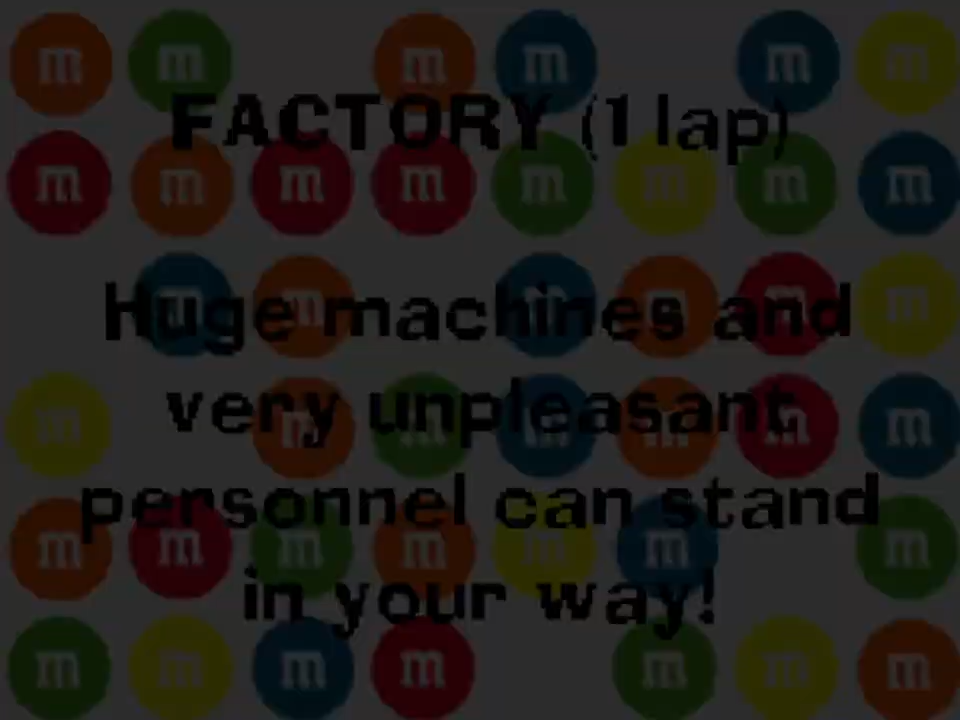 m m m m m m
FACTORY (1 lap)
m m m m m m m m
m m m m m m
Huge machines and
m m m m m m m
very unpleasant
personnel can stand
m m m m m m m
in your way!
m m m m m m m